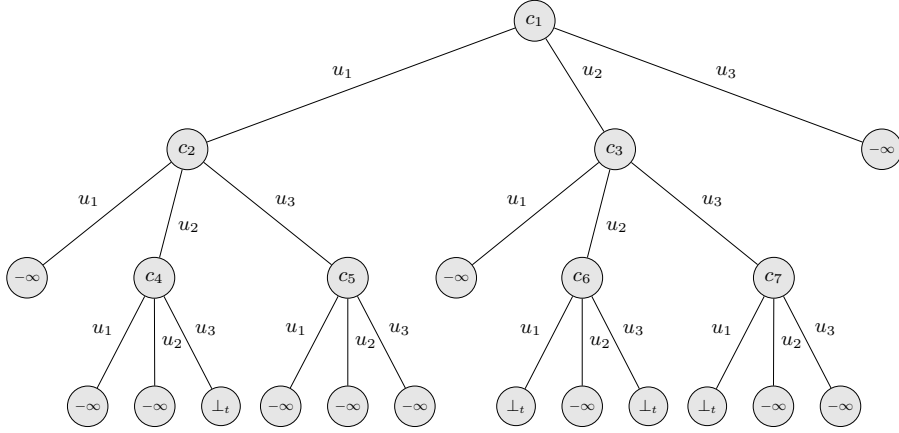 c₁
u₁ u₂ u₃
c₂ c₃ −∞
u₁ u₂ u₃ u₁ u₂ u₃
−∞ c₄ c₅ −∞ c₆ c₇
u₁ u₂ u₃ u₁ u₂ u₃ u₁ u₂ u₃ u₁ u₂ u₃
−∞ −∞ ⊥ₜ −∞ −∞ −∞ ⊥ₜ −∞ ⊥ₜ ⊥ₜ −∞ −∞